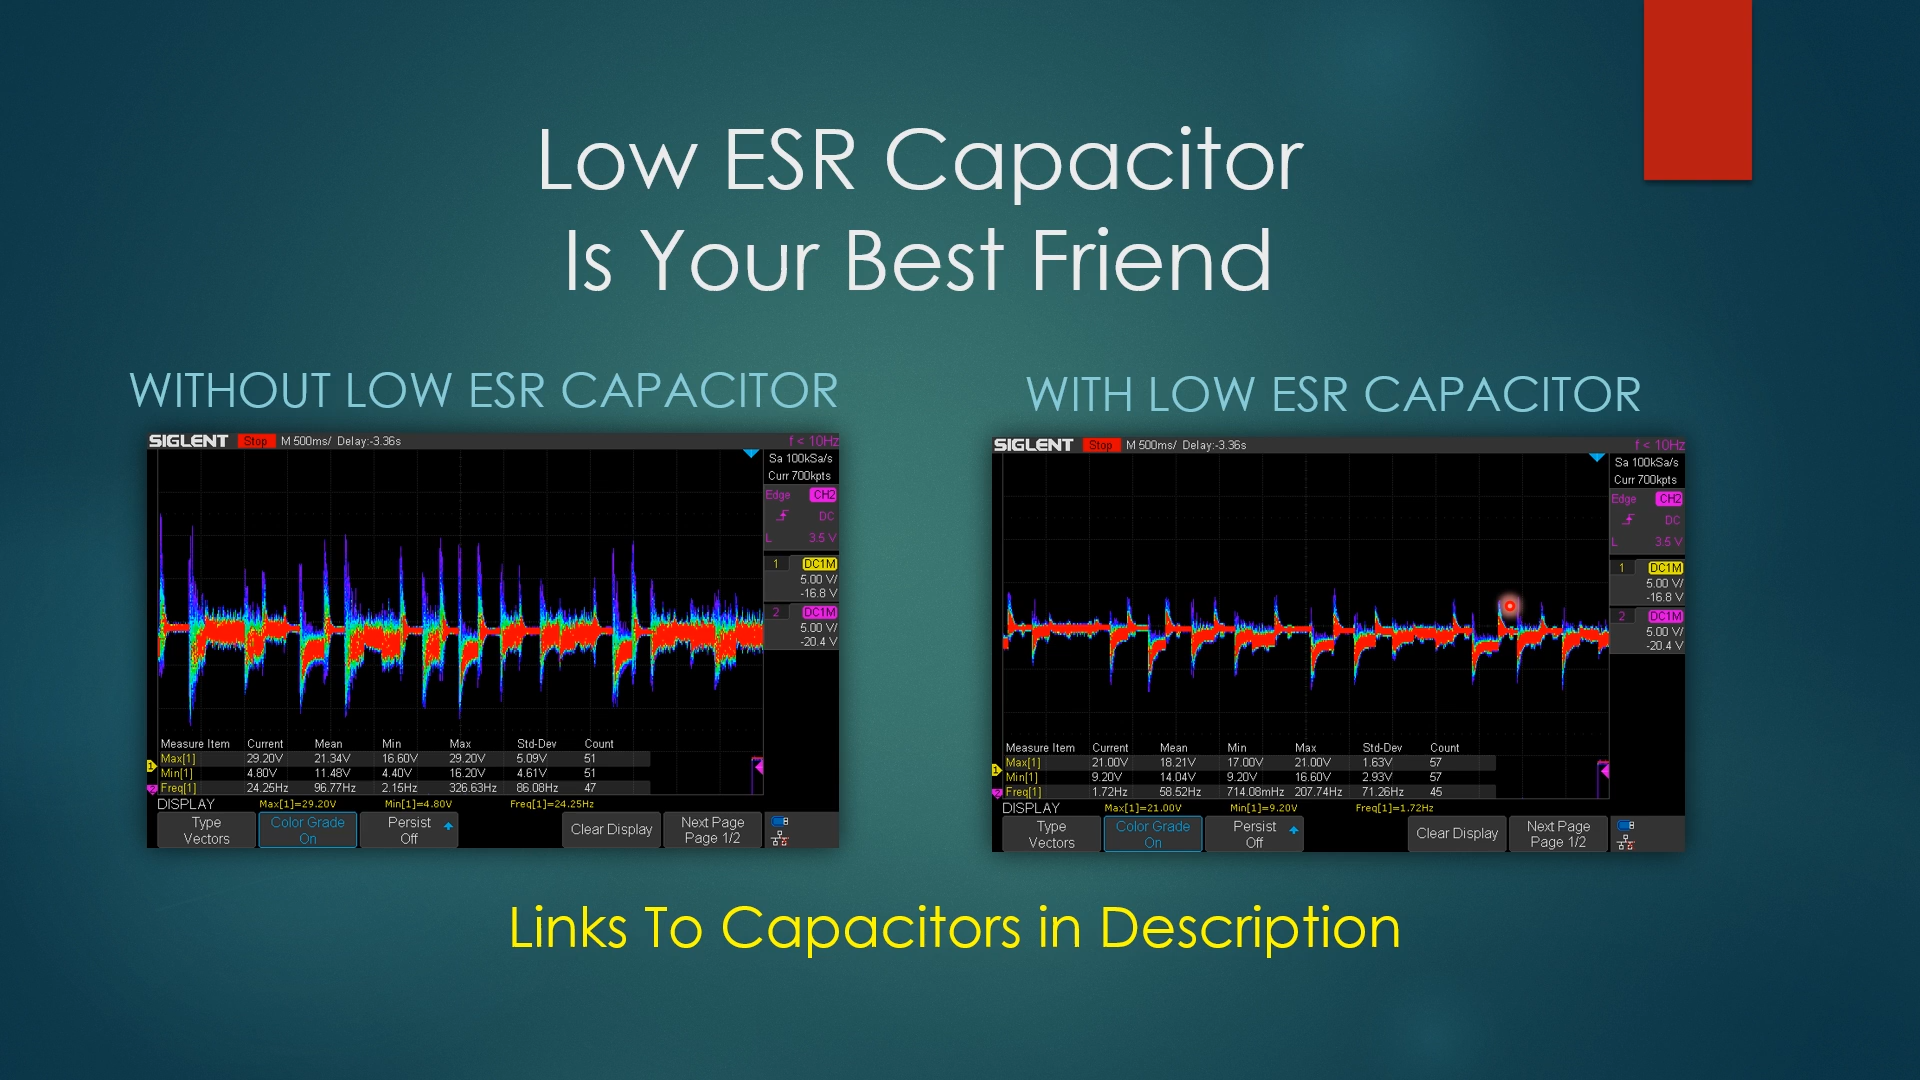 Low ESR Capacitor
Is Your Best Friend
WITHOUT LOW ESR CAPACITOR
SIGLENT Stop M 500ms/ Delay:-3.36s f < 10Hz
Sa 100kSa/s
Curr 700kpts
Edge CH2
DC
L 3.5 V
1 DC1M
5.00 V/
-16.8 V
2 DC1M
5.00 V/
-20.4 V
Measure Item Current Mean Min Max Std-Dev Count
Max[1] 29.20V 21.34V 16.60V 29.20V 5.09V 51
Min[1] 4.80V 11.48V 4.40V 16.20V 4.61V 51
Freq[1] 24.25Hz 96.77Hz 2.15Hz 326.63Hz 86.08Hz 47
DISPLAY Max[1]=29.20V Min[1]=4.80V Freq[1]=24.25Hz
Type Color Grade Persist Clear Display Next Page
Vectors On Off Page 1/2
WITH LOW ESR CAPACITOR
SIGLENT Stop M 500ms/ Delay:-3.36s f < 10Hz
Sa 100kSa/s
Curr 700kpts
Edge CH2
DC
L 3.5 V
1 DC1M
5.00 V/
-16.8 V
2 DC1M
5.00 V/
-20.4 V
Measure Item Current Mean Min Max Std-Dev Count
Max[1] 21.00V 18.21V 17.00V 21.00V 1.63V 57
Min[1] 9.20V 14.04V 9.20V 16.60V 2.93V 57
Freq[1] 1.72Hz 58.52Hz 714.08mHz 207.74Hz 71.26Hz 45
DISPLAY Max[1]=21.00V Min[1]=9.20V Freq[1]=1.72Hz
Type Color Grade Persist Clear Display Next Page
Vectors On Off Page 1/2
Links To Capacitors in Description